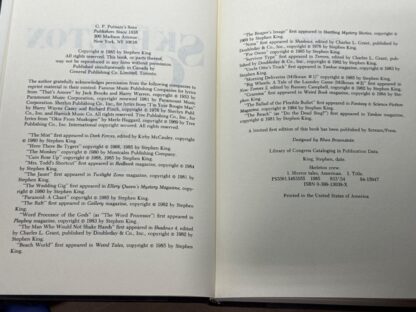 G. P. Putnam's Sons
Publishers Since 1838
200 Madison Avenue
New York, NY 10016
Copyright © 1985 by Stephen King
All rights reserved. This book, or parts thereof,
may not be reproduced in any form without permission.
Published simultaneously in Canada by
General Publishing Co. Limited, Toronto.
The author gratefully acknowledges permission from the following companies to
reprint material in their control: Famous Music Publishing Companies for lyrics
from "That's Amore" by Jack Brooks and Harry Warren, copyright © 1953 by
Paramount Music Corporation, copyright renewed 1981 by Paramount Music
Corporation. Sherlyn Publishing Co., Inc. for lyrics from "I'm Your Boogie Man"
by Harry Wayne Casey and Richard Finch, copyright © 1976 by Sherlyn Publ.
Co., Inc. and Harrick Music Co. All rights reserved. Tree Publishing Co., Inc. for
lyrics from "Okie From Muskogee" by Merle Haggard, copyright © 1969 by Tree
Publishing Co., Inc. International copyright secured. All rights reserved.
"The Mist" first appeared in Dark Forces, edited by Kirby McCauley, copyright
© 1980 by Stephen King.
"Here There Be Tygers" copyright © 1968, 1985 by Stephen King.
"The Monkey" copyright © 1980 by Montcalm Publishing Company.
"Cain Rose Up" copyright © 1968, 1985 by Stephen King.
"Mrs. Todd's Shortcut" first appeared in Redbook magazine, copyright © 1984
by Stephen King.
"The Jaunt" first appeared in Twilight Zone magazine, copyright © 1981 by
Stephen King.
"The Wedding Gig" first appeared in Ellery Queen's Mystery Magazine, copyright
© 1980 by Stephen King.
"Paranoid: A Chant" copyright © 1985 by Stephen King.
"The Raft" first appeared in Gallery magazine, copyright © 1982 by Stephen
King.
"Word Processor of the Gods" (as "The Word Processor") first appeared in
Playboy magazine, copyright © 1983 by Stephen King.
"The Man Who Would Not Shake Hands" first appeared in Shadows 4, edited
by Charles L. Grant, published by Doubleday & Co., Inc., copyright © 1982 by
Stephen King.
"Beach World" first appeared in Weird Tales, copyright © 1985 by Stephen
King.
"The Reaper's Image" first appeared in Startling Mystery Stories, copyright ©
1969 by Stephen King.
"Nona" first appeared in Shadows, edited by Charles L. Grant, published by
Doubleday & Co., Inc., copyright © 1978 by Stephen King.
"For Owen" copyright © 1985 by Stephen King.
"Survivor Type" first appeared in Terrors, edited by Charles L. Grant, published
by Doubleday & Co., Inc., copyright © 1982 by Stephen King.
"Uncle Otto's Truck" first appeared in Yankee magazine, copyright © 1983 by
Stephen King.
"Morning Deliveries (Milkman #1)" copyright © 1985 by Stephen King.
"Big Wheels: A Tale of the Laundry Game (Milkman #2)" first appeared in
New Terrors 2, edited by Ramsey Campbell, copyright © 1982 by Stephen King.
"Gramma" first appeared in Weird Book magazine, copyright © 1984 by Stephen
King.
"The Ballad of the Flexible Bullet" first appeared in Fantasy & Science Fiction
magazine, copyright © 1984 by Stephen King.
"The Reach" (as "Do the Dead Sing?") first appeared in Yankee magazine,
copyright © 1981 by Stephen King.
A limited first edition of this book has been published by Scream/Press.
Designed by Rhea Braunstein
Library of Congress Cataloging in Publication Data
King, Stephen, date.
Skeleton crew.
1. Horror tales, American. I. Title.
PS3561.I483S55 1985 813'.54 84-15947
ISBN 0-399-13039-X
Printed in the United States of America